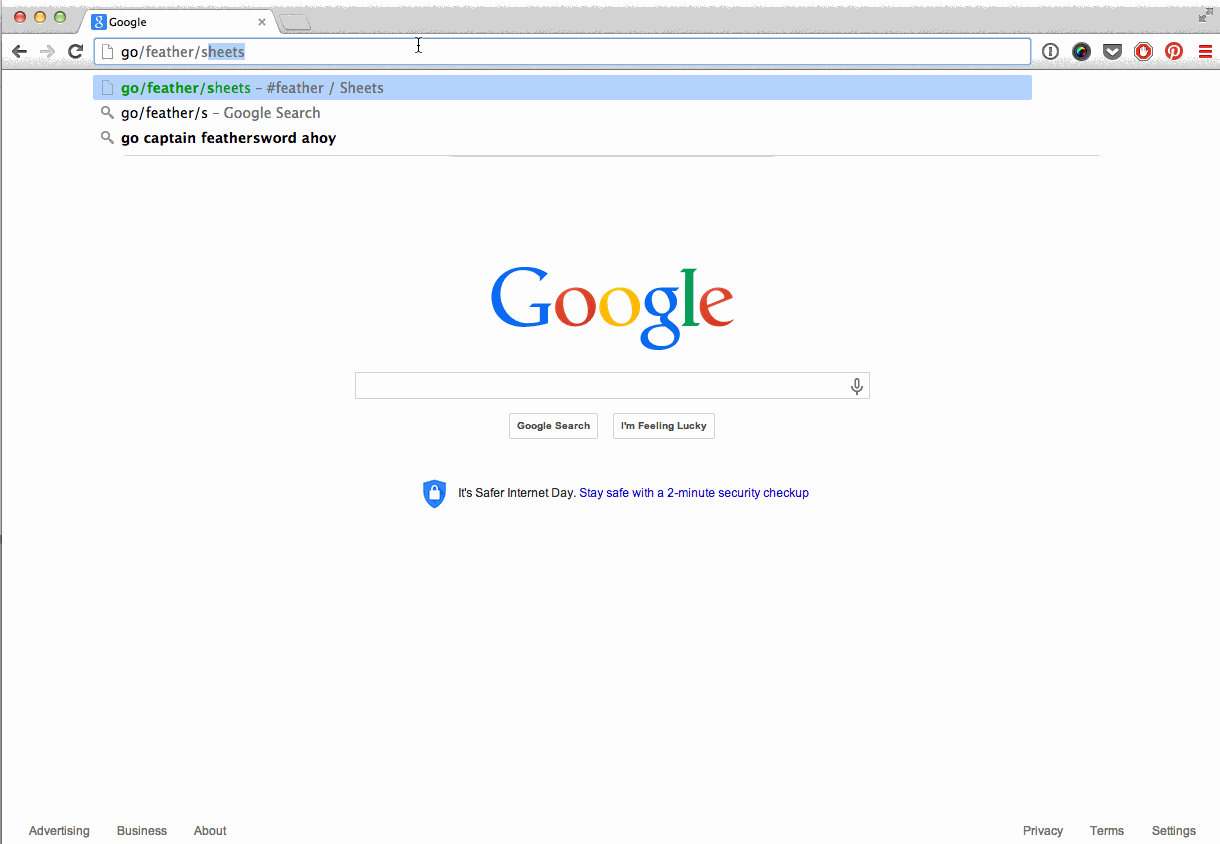 Google
go/feather/sheets
go/feather/sheets – #feather / Sheets
go/feather/s – Google Search
go captain feathersword ahoy
Google
Google Search I'm Feeling Lucky
It's Safer Internet Day. Stay safe with a 2-minute security checkup
Advertising Business About Privacy Terms Settings